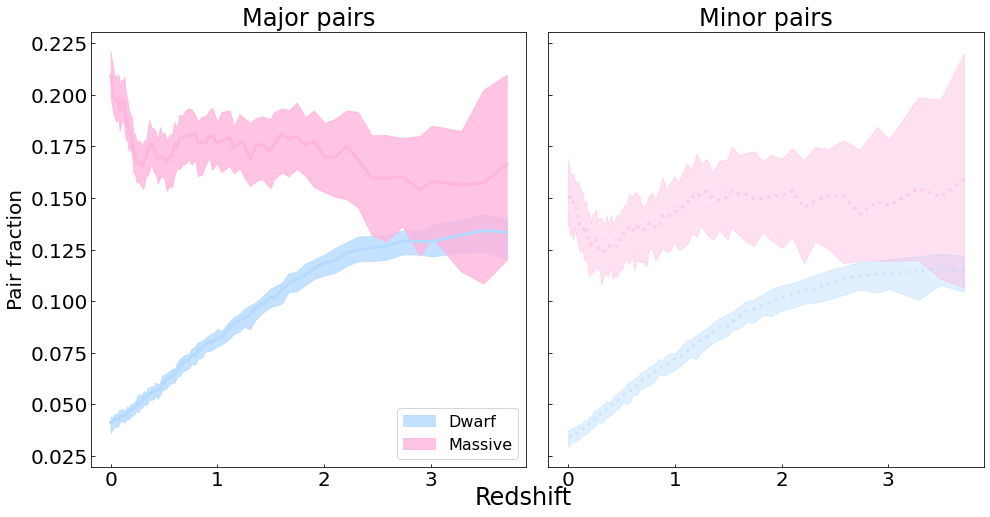 Major pairs
Minor pairs
0.225
0.200
0.175
0.150
0.125
0.100
0.075
0.050
0.025
Pair fraction
Dwarf
Massive
0 1 2 3
0 1 2 3
Redshift